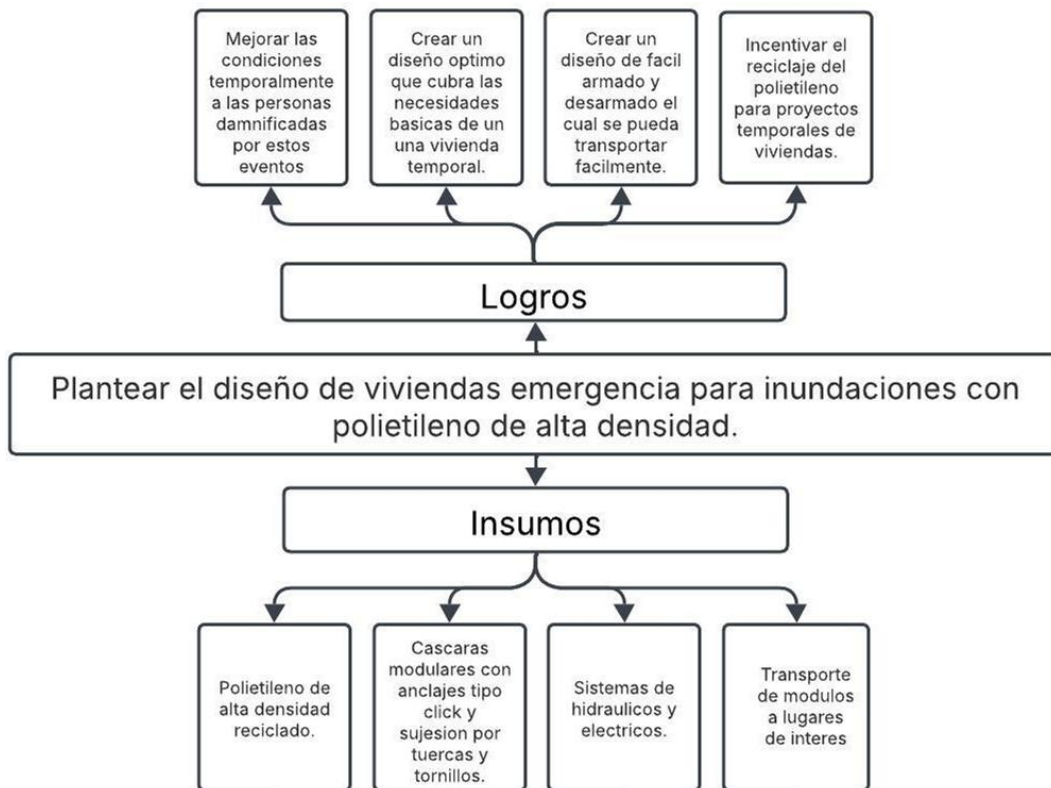 Mejorar las
condiciones
temporalmente
a las personas
damnificadas
por estos
eventos
Crear un
diseño optimo
que cubra las
necesidades
basicas de un
una vivienda
temporal.
Crear un
diseño de facil
armado y
desarmado el
cual se pueda
transportar
facilmente.
Incentivar el
reciclaje del
polietileno
para proyectos
temporales de
viviendas.
Logros
Plantear el diseño de viviendas emergencia para inundaciones con
polietileno de alta densidad.
Insumos
Polietileno de
alta densidad
reciclado.
Cascaras
modulares con
anclajes tipo
click y
sujesion por
tuercas y
tornillos.
Sistemas de
hidraulicos y
electricos.
Transporte
de modulos
a lugares
de interes